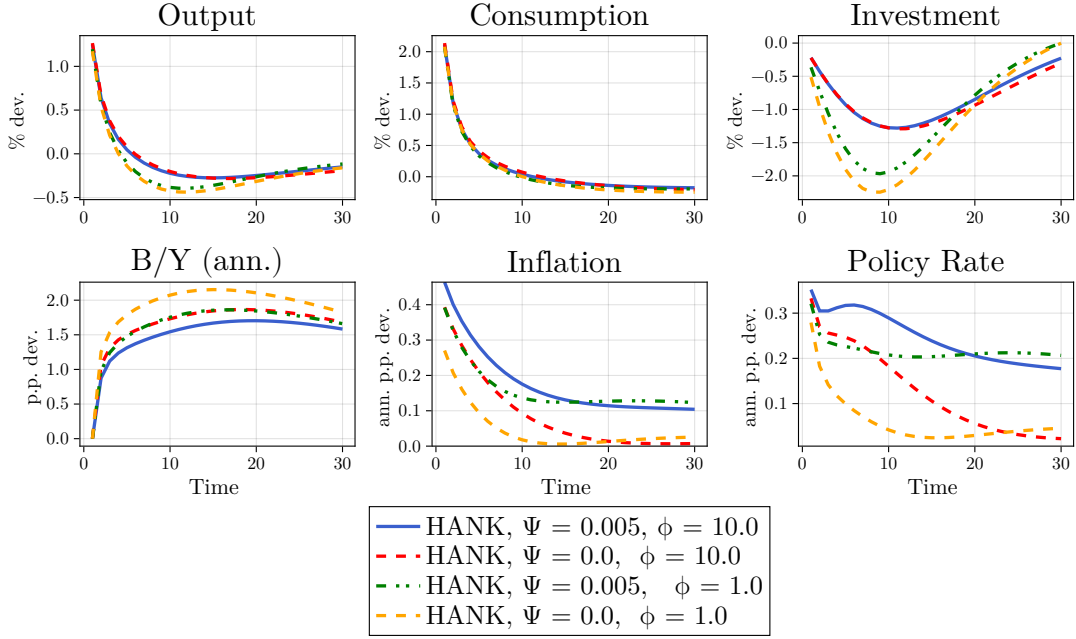 Output
Consumption
Investment
% dev.
1.0
0.5
0.0
−0.5
0
10
20
30
% dev.
2.0
1.5
1.0
0.5
0.0
0
10
20
30
% dev.
0.0
−0.5
−1.0
−1.5
−2.0
0
10
20
30
B/Y (ann.)
Inflation
Policy Rate
p.p. dev.
2.0
1.5
1.0
0.5
0.0
0
10
20
30
Time
ann. p.p. dev.
0.4
0.3
0.2
0.1
0.0
0
10
20
30
Time
ann. p.p. dev.
0.3
0.2
0.1
0
10
20
30
Time
HANK, Ψ = 0.005, ϕ = 10.0
HANK, Ψ = 0.0, ϕ = 10.0
HANK, Ψ = 0.005, ϕ = 1.0
HANK, Ψ = 0.0, ϕ = 1.0